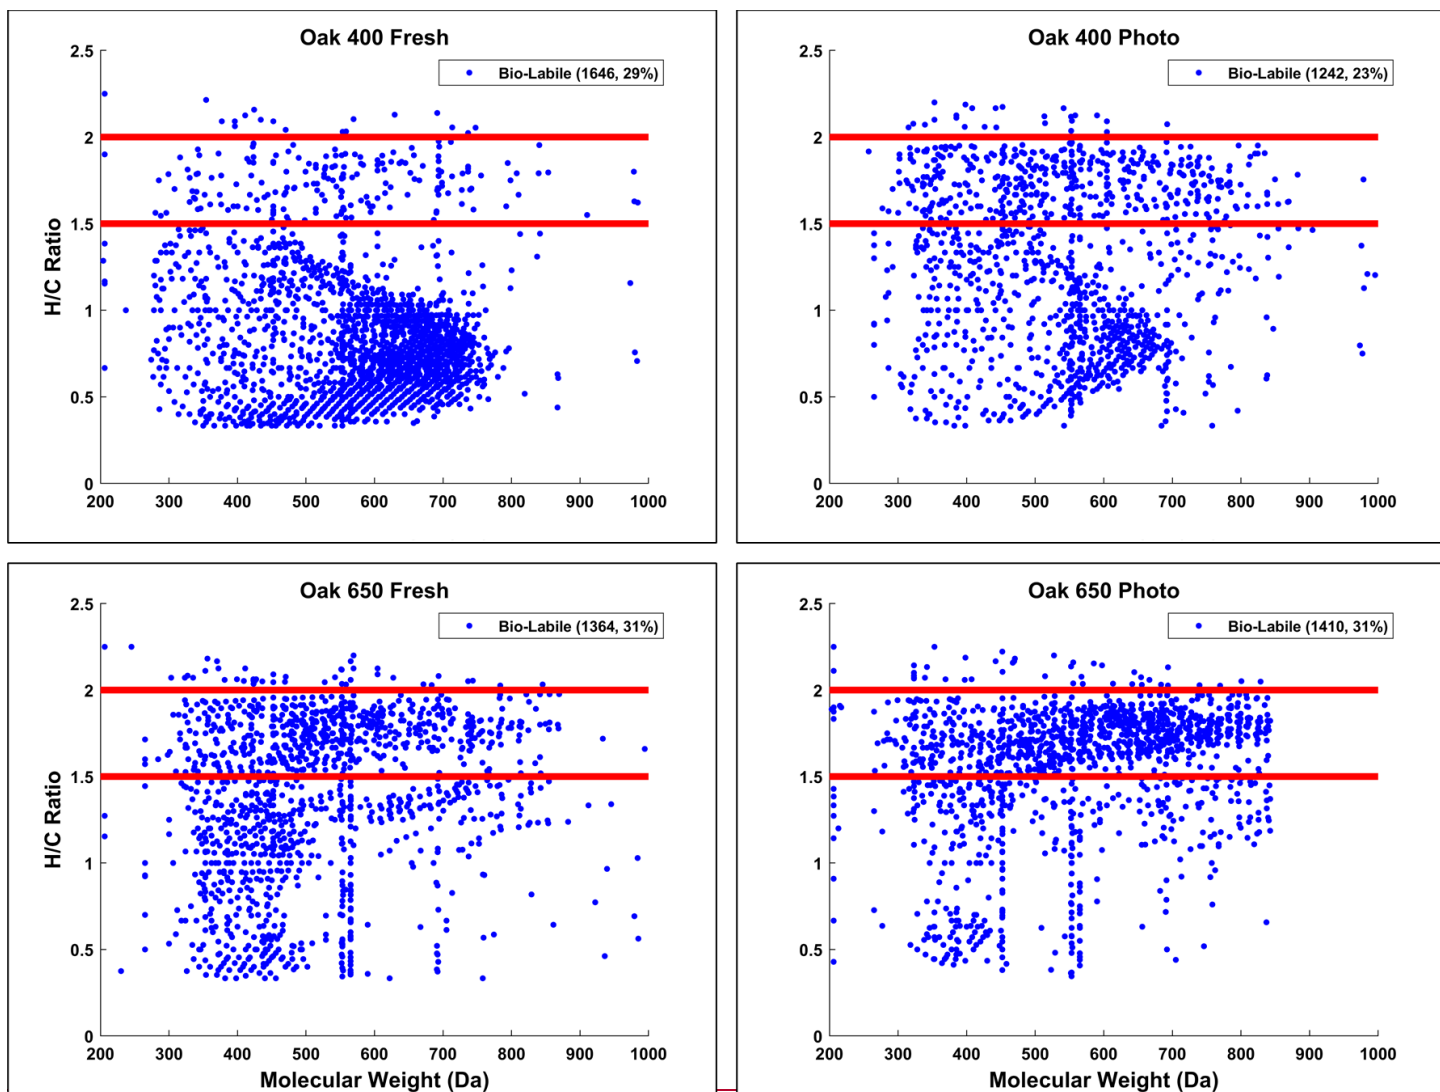 Oak 400 Fresh
Bio-Labile (1646, 29%)
2.5
2
1.5
1
0.5
0
H/C Ratio
200 300 400 500 600 700 800 900 1000
Oak 400 Photo
Bio-Labile (1242, 23%)
2.5
2
1.5
1
0.5
0
200 300 400 500 600 700 800 900 1000
Oak 650 Fresh
Bio-Labile (1364, 31%)
2.5
2
1.5
1
0.5
0
H/C Ratio
200 300 400 500 600 700 800 900 1000
Molecular Weight (Da)
Oak 650 Photo
Bio-Labile (1410, 31%)
2.5
2
1.5
1
0.5
0
200 300 400 500 600 700 800 900 1000
Molecular Weight (Da)